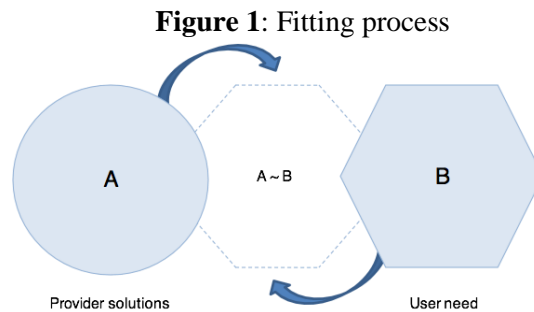 Figure 1: Fitting process
A
A ~ B
B
Provider solutions
User need